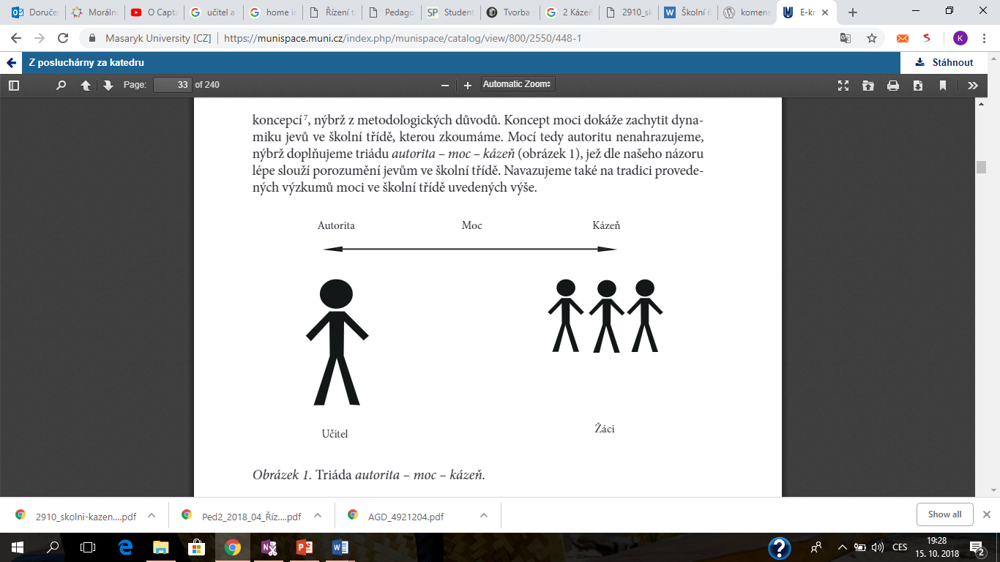 Doruče
Morální
O Capta
učitel a
home in
Řízení t
Pedago
Student
Tvorba
2 Kázeň
2910_sk
Školní ř
komens
E-kr
Masaryk University [CZ] | https://munispace.muni.cz/index.php/munispace/catalog/view/800/2550/448-1
K
Z posluchárny za katedru
Stáhnout
Page: 33 of 240
Automatic Zoom
koncepcí⁷, nýbrž z metodologických důvodů. Koncept moci dokáže zachytit dyna-
miku jevů ve školní třídě, kterou zkoumáme. Mocí tedy autoritu nenahrazujeme,
nýbrž doplňujeme triádu autorita – moc – kázeň (obrázek 1), jež dle našeho názoru
lépe slouží porozumění jevům ve školní třídě. Navazujeme také na tradici provede-
ných výzkumů moci ve školní třídě uvedených výše.
Autorita Moc Kázeň
Učitel Žáci
Obrázek 1. Triáda autorita – moc – kázeň.
2910_skolni-kazen....pdf
Ped2_2018_04_Říz....pdf
AGD_4921204.pdf
Show all
CES
19:28
15. 10. 2018
2